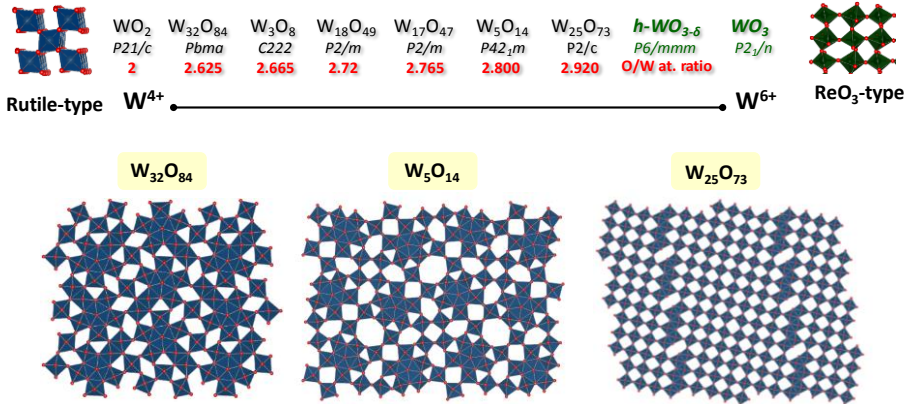 WO₂ W₃₂O₈₄ W₃O₈ W₁₈O₄₉ W₁₇O₄₇ W₅O₁₄ W₂₅O₇₃ h-WO₃₋δ WO₃
P21/c Pbma C222 P2/m P2/m P42₁m P2/c P6/mmm P2₁/n
2 2.625 2.665 2.72 2.765 2.800 2.920 O/W at. ratio
Rutile-type W⁴⁺ W⁶⁺ ReO₃-type
W₃₂O₈₄ W₅O₁₄ W₂₅O₇₃